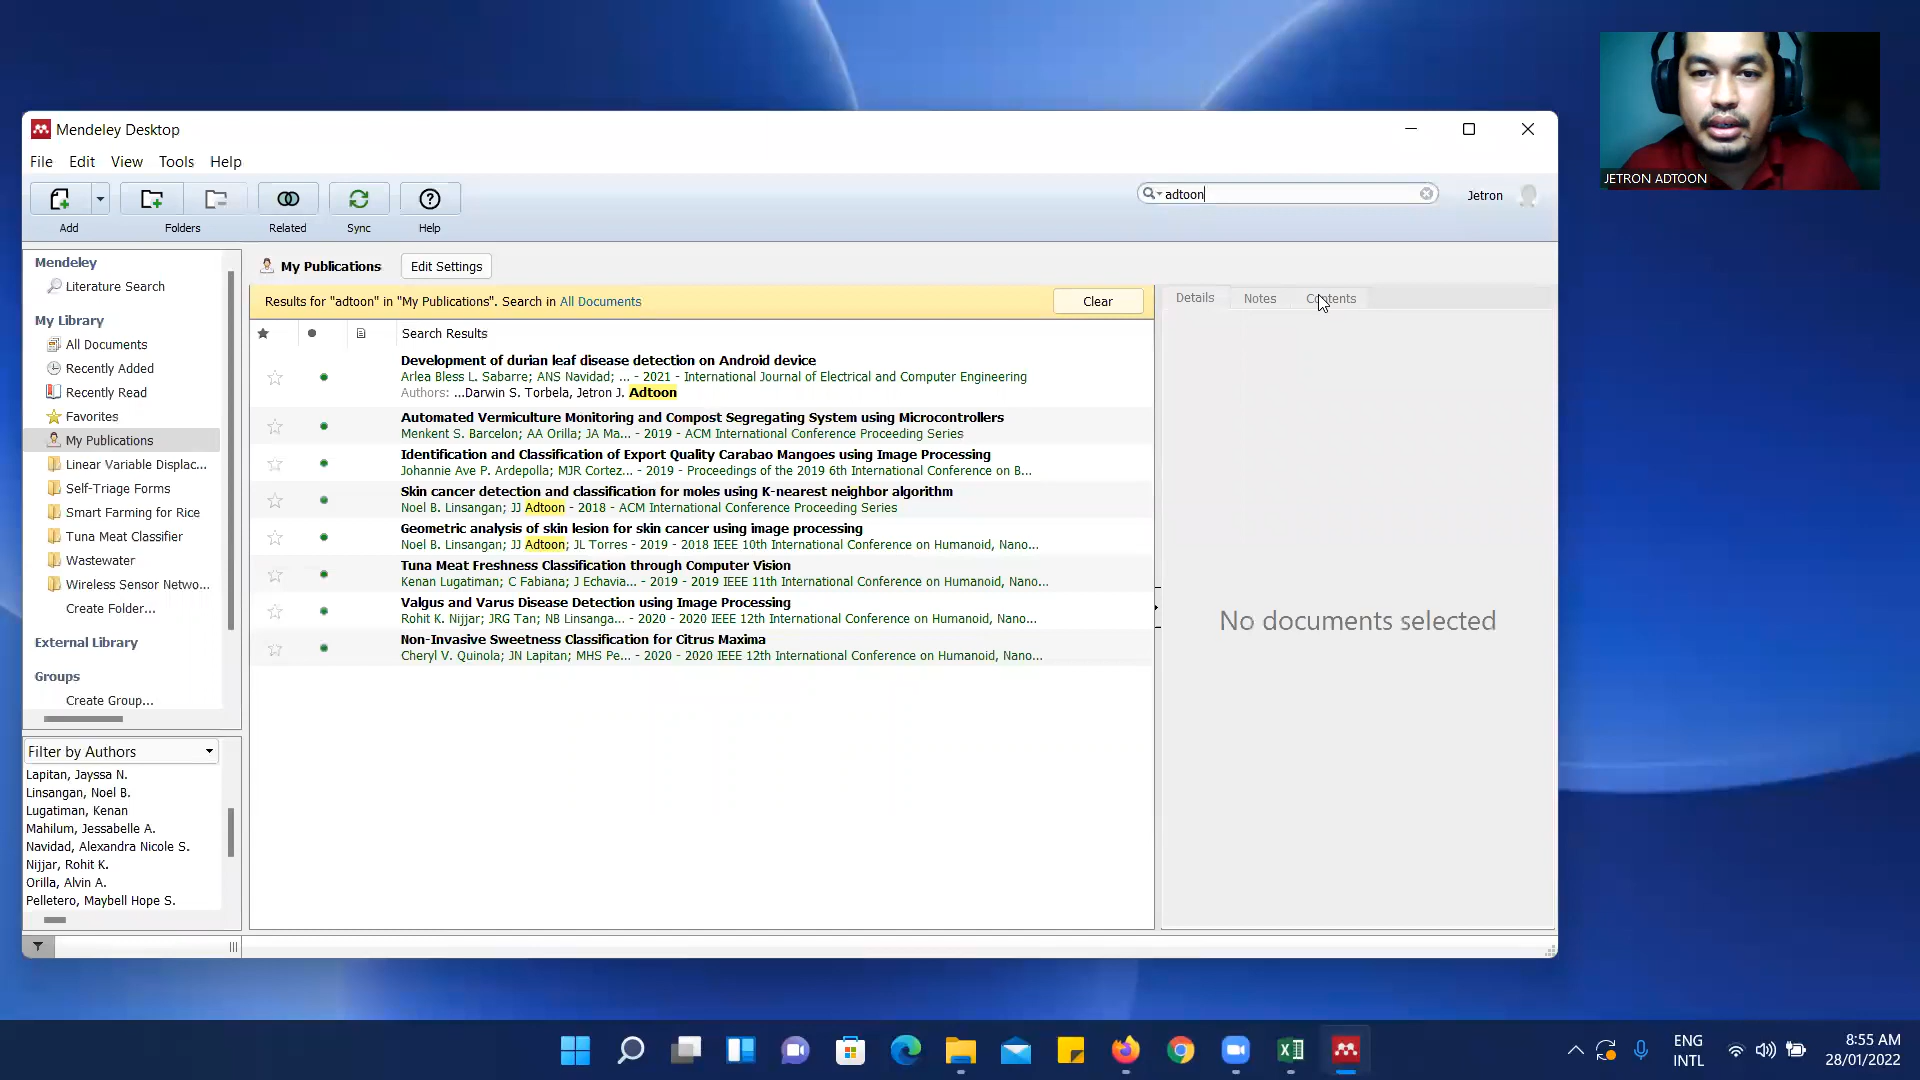 JETRON ADTOON
Mendeley Desktop
File Edit View Tools Help
adtoon
Jetron
Add Folders Related Sync Help
Mendeley
Literature Search
My Library
All Documents
Recently Added
Recently Read
Favorites
My Publications
Linear Variable Displac...
Self-Triage Forms
Smart Farming for Rice
Tuna Meat Classifier
Wastewater
Wireless Sensor Netwo...
Create Folder...
External Library
Groups
Create Group...
Filter by Authors
Lapitan, Jayssa N.
Linsangan, Noel B.
Lugatiman, Kenan
Mahilum, Jessabelle A.
Navidad, Alexandra Nicole S.
Nijjar, Rohit K.
Orilla, Alvin A.
Pelletero, Maybell Hope S.
My Publications Edit Settings
Results for "adtoon" in "My Publications". Search in All Documents Clear
Search Results
Development of durian leaf disease detection on Android device
Arlea Bless L. Sabarre; ANS Navidad; ... - 2021 - International Journal of Electrical and Computer Engineering
Authors: ...Darwin S. Torbela, Jetron J. Adtoon
Automated Vermiculture Monitoring and Compost Segregating System using Microcontrollers
Menkent S. Barcelon; AA Orilla; JA Ma... - 2019 - ACM International Conference Proceeding Series
Identification and Classification of Export Quality Carabao Mangoes using Image Processing
Johannie Ave P. Ardepolla; MJR Cortez... - 2019 - Proceedings of the 2019 6th International Conference on B...
Skin cancer detection and classification for moles using K-nearest neighbor algorithm
Noel B. Linsangan; JJ Adtoon - 2018 - ACM International Conference Proceeding Series
Geometric analysis of skin lesion for skin cancer using image processing
Noel B. Linsangan; JJ Adtoon; JL Torres - 2019 - 2018 IEEE 10th International Conference on Humanoid, Nano...
Tuna Meat Freshness Classification through Computer Vision
Kenan Lugatiman; C Fabiana; J Echavia... - 2019 - 2019 IEEE 11th International Conference on Humanoid, Nano...
Valgus and Varus Disease Detection using Image Processing
Rohit K. Nijjar; JRG Tan; NB Linsanga... - 2020 - 2020 IEEE 12th International Conference on Humanoid, Nano...
Non-Invasive Sweetness Classification for Citrus Maxima
Cheryl V. Quinola; JN Lapitan; MHS Pe... - 2020 - 2020 IEEE 12th International Conference on Humanoid, Nano...
Details Notes Contents
No documents selected
ENG
INTL
8:55 AM
28/01/2022